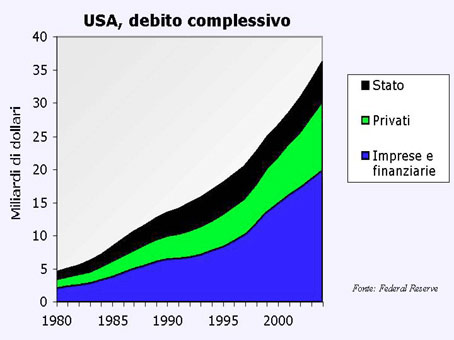 USA, debito complessivo
Miliardi di dollari
40
35
30
25
20
15
10
5
0
1980
1985
1990
1995
2000
Stato
Privati
Imprese e
finanziarie
Fonte: Federal Reserve